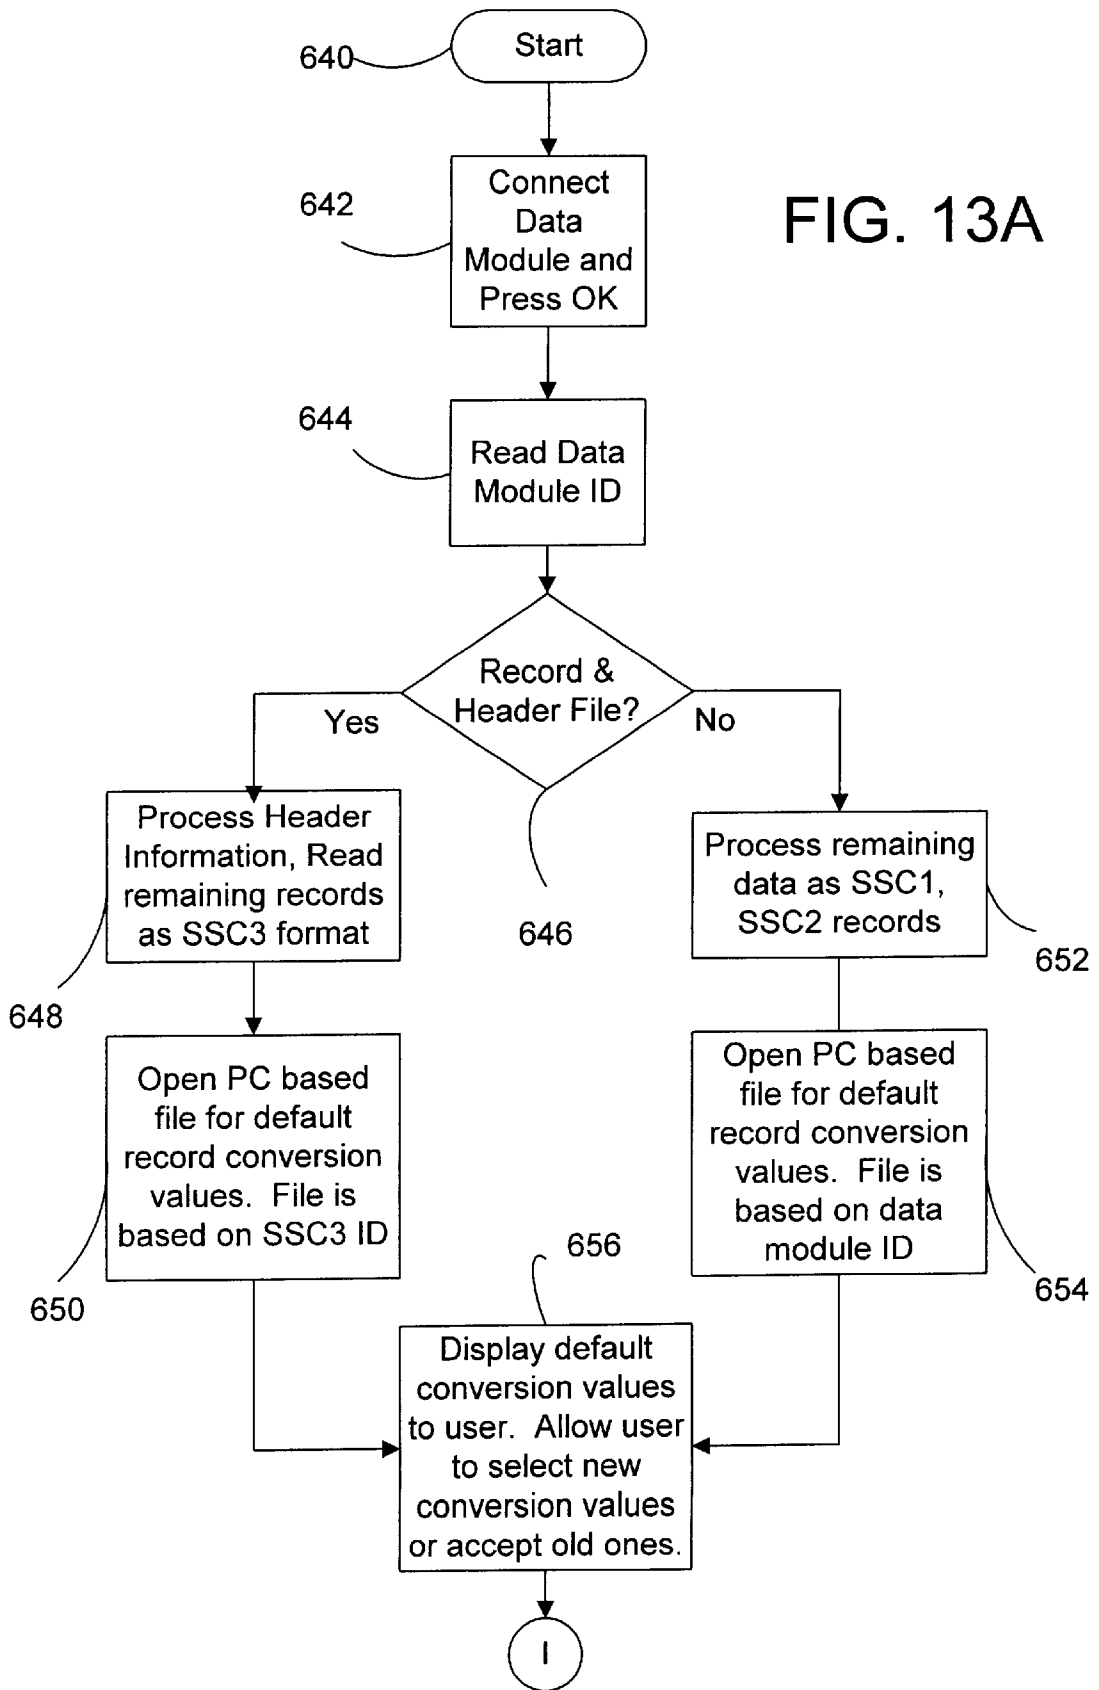 Start
640
Connect
Data
Module and
Press OK
642
FIG. 13A
644
Read Data
Module ID
Record &
Header File?
Yes
No
646
Process Header
Information, Read
remaining records
as SSC3 format
648
Process remaining
data as SSC1,
SSC2 records
652
Open PC based
file for default
record conversion
values. File is
based on SSC3 ID
650
Open PC based
file for default
record conversion
values. File is
based on data
module ID
654
656
Display default
conversion values
to user. Allow user
to select new
conversion values
or accept old ones.
I